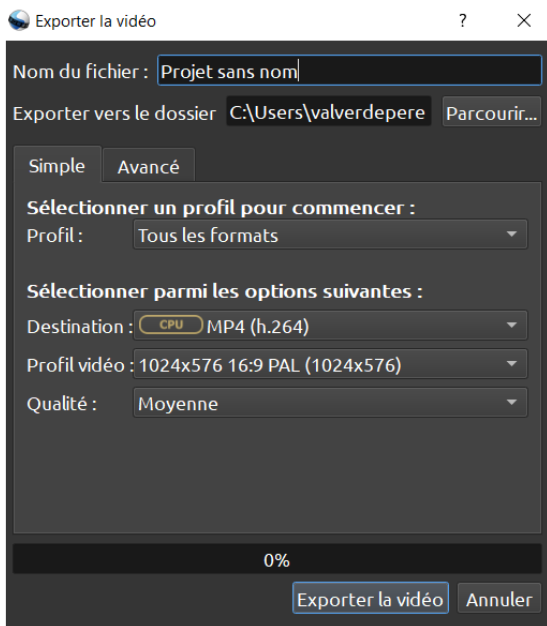 Exporter la vidéo ? ×
Nom du fichier : Projet sans nom
Exporter vers le dossier C:\Users\valverdepere Parcourir...
Simple Avancé
Sélectionner un profil pour commencer :
Profil : Tous les formats
Sélectionner parmi les options suivantes :
Destination : CPU MP4 (h.264)
Profil vidéo : 1024x576 16:9 PAL (1024x576)
Qualité : Moyenne
0%
Exporter la vidéo Annuler